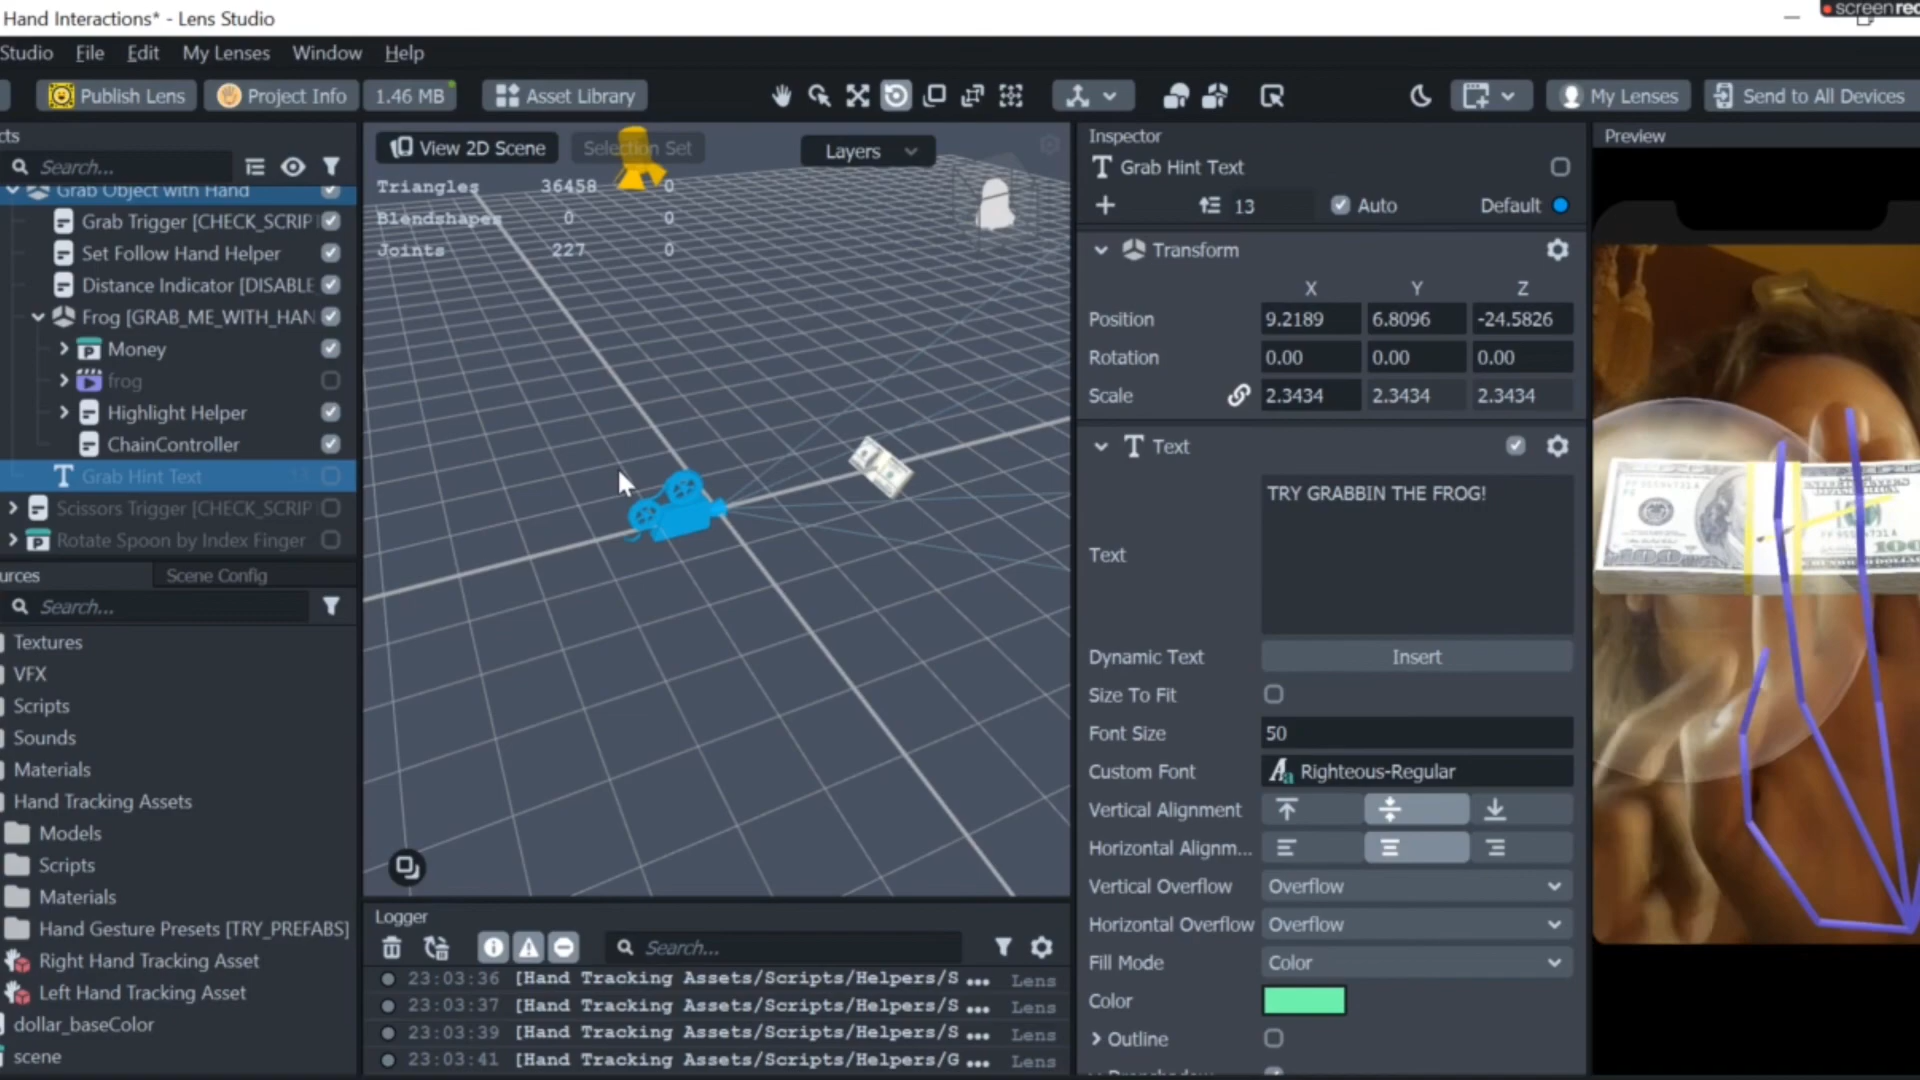 Hand Interactions* - Lens Studio
screenrec
Studio File Edit My Lenses Window Help
Publish Lens Project Info 1.46 MB Asset Library My Lenses Send to All Devices
cts
Search...
Grab Object with Hand
Grab Trigger [CHECK_SCRIP
Set Follow Hand Helper
Distance Indicator [DISABLE
Frog [GRAB_ME_WITH_HAN
Money
frog
Highlight Helper
ChainController
Grab Hint Text
Scissors Trigger [CHECK_SCRIP
Rotate Spoon by Index Finger
urces Scene Config
Search...
Textures
VFX
Scripts
Sounds
Materials
Hand Tracking Assets
Models
Scripts
Materials
Hand Gesture Presets [TRY_PREFABS]
Right Hand Tracking Asset
Left Hand Tracking Asset
dollar_baseColor
scene
View 2D Scene Selection Set Layers
Triangles 36458 0
Blendshapes 0 0
Joints 227 0
Logger
Search...
23:03:36 [Hand Tracking Assets/Scripts/Helpers/S ... Lens
23:03:37 [Hand Tracking Assets/Scripts/Helpers/S ... Lens
23:03:39 [Hand Tracking Assets/Scripts/Helpers/S ... Lens
23:03:41 [Hand Tracking Assets/Scripts/Helpers/G ... Lens
Inspector
Grab Hint Text
13 Auto Default
Transform
X Y Z
Position 9.2189 6.8096 -24.5826
Rotation 0.00 0.00 0.00
Scale 2.3434 2.3434 2.3434
Text
Text TRY GRABBIN THE FROG!
Dynamic Text Insert
Size To Fit
Font Size 50
Custom Font Righteous-Regular
Vertical Alignment
Horizontal Alignm...
Vertical Overflow Overflow
Horizontal Overflow Overflow
Fill Mode Color
Color
Outline
Preview
100
100